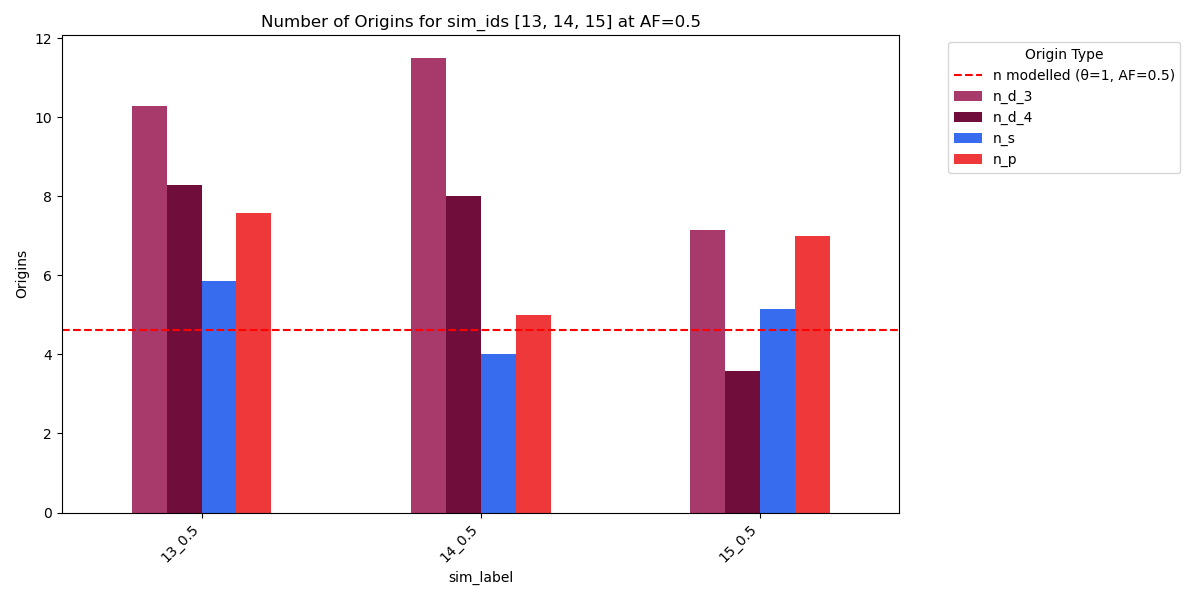 Number of Origins for sim_ids [13, 14, 15] at AF=0.5
Origin Type
n modelled (θ=1, AF=0.5)
n_d_3
n_d_4
n_s
n_p
Origins
12
10
8
6
4
2
0
13_0.5
14_0.5
15_0.5
sim_label